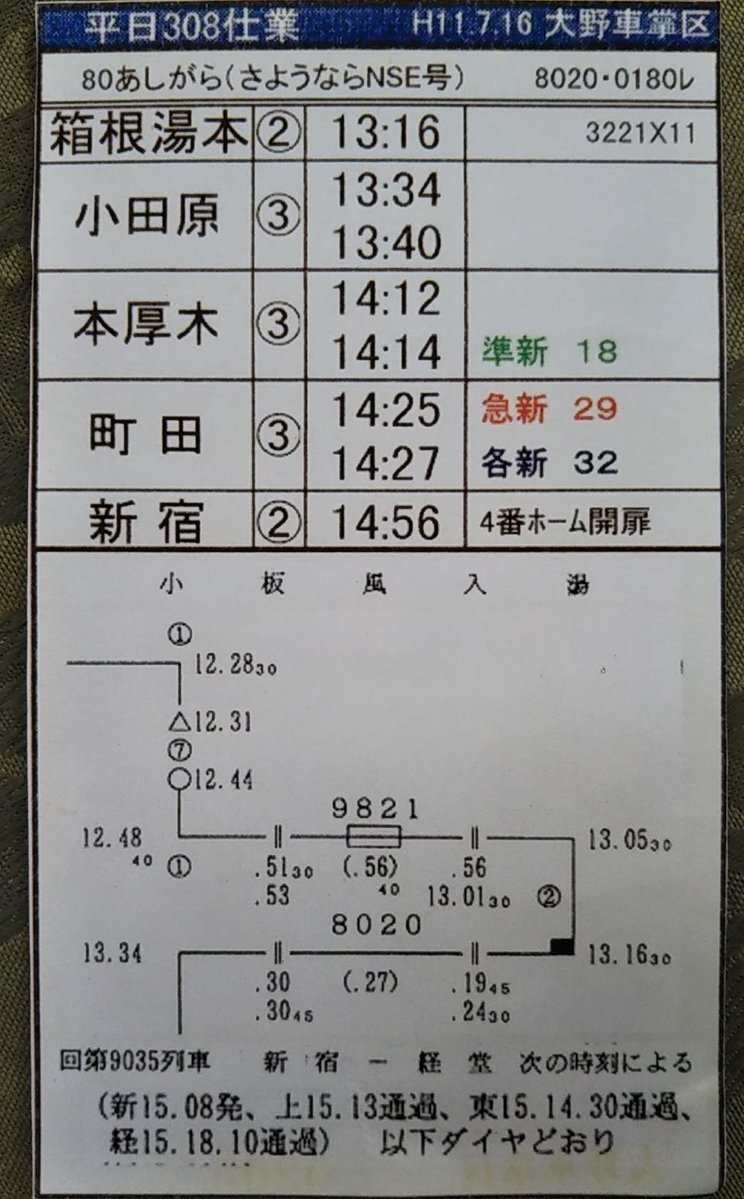 平日308仕業 H11.7.16 大野車掌区
80あしがら(さようならNSE号) 8020・0180レ
箱根湯本 ② 13:16 3221X11
小田原 ③ 13:34
13:40
本厚木 ③ 14:12
14:14 準新 18
町田 ③ 14:25 急新 29
14:27 各新 32
新宿 ② 14:56 4番ホーム開扉
小 板 風 入 湯
①
12.28₃₀
△12.31
⑦
○12.44
9821
12.48₄₀ ① 13.05₃₀
.51₃₀ (.56)₄₀ .56
.53 13.01₃₀ ②
8020
13.34 13.16₃₀
.30 (.27) .19₄₅
.30₄₅ .24₃₀
回第9035列車 新宿－経堂 次の時刻による
(新15.08発、上15.13通過、東15.14.30通過、
経15.18.10通過) 以下ダイヤどおり